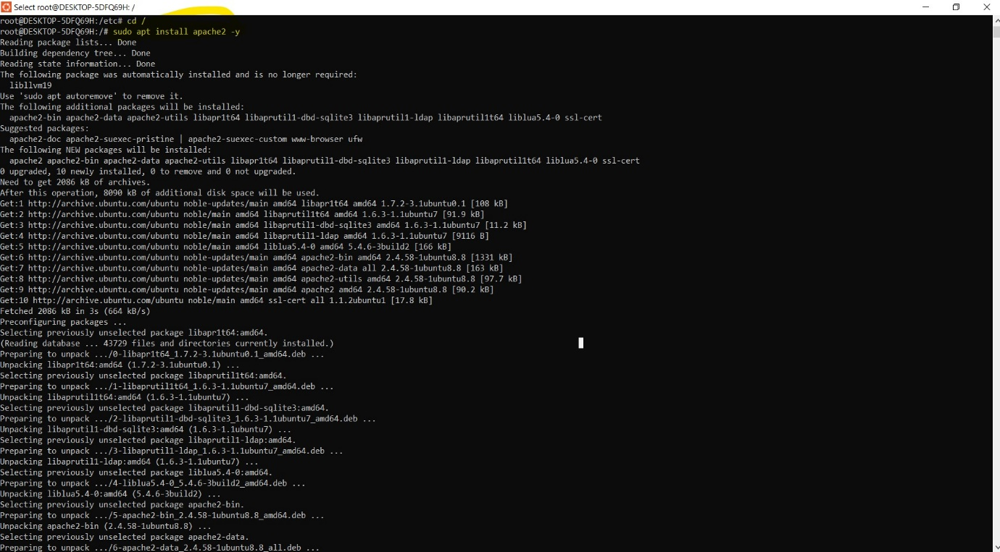 Select root@DESKTOP-5DFQ69H: /
root@DESKTOP-5DFQ69H:/etc# cd /
root@DESKTOP-5DFQ69H:/# sudo apt install apache2 -y
Reading package lists... Done
Building dependency tree... Done
Reading state information... Done
The following package was automatically installed and is no longer required:
  libllvm19
Use 'sudo apt autoremove' to remove it.
The following additional packages will be installed:
  apache2-bin apache2-data apache2-utils libapr1t64 libaprutil1-dbd-sqlite3 libaprutil1-ldap libaprutil1t64 liblua5.4-0 ssl-cert
Suggested packages:
  apache2-doc apache2-suexec-pristine | apache2-suexec-custom www-browser ufw
The following NEW packages will be installed:
  apache2 apache2-bin apache2-data apache2-utils libapr1t64 libaprutil1-dbd-sqlite3 libaprutil1-ldap libaprutil1t64 liblua5.4-0 ssl-cert
0 upgraded, 10 newly installed, 0 to remove and 0 not upgraded.
Need to get 2086 kB of archives.
After this operation, 8090 kB of additional disk space will be used.
Get:1 http://archive.ubuntu.com/ubuntu noble-updates/main amd64 libapr1t64 amd64 1.7.2-3.1ubuntu0.1 [108 kB]
Get:2 http://archive.ubuntu.com/ubuntu noble/main amd64 libaprutil1t64 amd64 1.6.3-1.1ubuntu7 [91.9 kB]
Get:3 http://archive.ubuntu.com/ubuntu noble/main amd64 libaprutil1-dbd-sqlite3 amd64 1.6.3-1.1ubuntu7 [11.2 kB]
Get:4 http://archive.ubuntu.com/ubuntu noble/main amd64 libaprutil1-ldap amd64 1.6.3-1.1ubuntu7 [9116 B]
Get:5 http://archive.ubuntu.com/ubuntu noble/main amd64 liblua5.4-0 amd64 5.4.6-3build2 [166 kB]
Get:6 http://archive.ubuntu.com/ubuntu noble-updates/main amd64 apache2-bin amd64 2.4.58-1ubuntu8.8 [1331 kB]
Get:7 http://archive.ubuntu.com/ubuntu noble-updates/main amd64 apache2-data all 2.4.58-1ubuntu8.8 [163 kB]
Get:8 http://archive.ubuntu.com/ubuntu noble-updates/main amd64 apache2-utils amd64 2.4.58-1ubuntu8.8 [97.7 kB]
Get:9 http://archive.ubuntu.com/ubuntu noble-updates/main amd64 apache2 amd64 2.4.58-1ubuntu8.8 [90.2 kB]
Get:10 http://archive.ubuntu.com/ubuntu noble/main amd64 ssl-cert all 1.1.2ubuntu1 [17.8 kB]
Fetched 2086 kB in 3s (664 kB/s)
Preconfiguring packages ...
Selecting previously unselected package libapr1t64:amd64.
(Reading database ... 43729 files and directories currently installed.)
Preparing to unpack .../0-libapr1t64_1.7.2-3.1ubuntu0.1_amd64.deb ...
Unpacking libapr1t64:amd64 (1.7.2-3.1ubuntu0.1) ...
Selecting previously unselected package libaprutil1t64:amd64.
Preparing to unpack .../1-libaprutil1t64_1.6.3-1.1ubuntu7_amd64.deb ...
Unpacking libaprutil1t64:amd64 (1.6.3-1.1ubuntu7) ...
Selecting previously unselected package libaprutil1-dbd-sqlite3:amd64.
Preparing to unpack .../2-libaprutil1-dbd-sqlite3_1.6.3-1.1ubuntu7_amd64.deb ...
Unpacking libaprutil1-dbd-sqlite3:amd64 (1.6.3-1.1ubuntu7) ...
Selecting previously unselected package libaprutil1-ldap:amd64.
Preparing to unpack .../3-libaprutil1-ldap_1.6.3-1.1ubuntu7_amd64.deb ...
Unpacking libaprutil1-ldap:amd64 (1.6.3-1.1ubuntu7) ...
Selecting previously unselected package liblua5.4-0:amd64.
Preparing to unpack .../4-liblua5.4-0_5.4.6-3build2_amd64.deb ...
Unpacking liblua5.4-0:amd64 (5.4.6-3build2) ...
Selecting previously unselected package apache2-bin.
Preparing to unpack .../5-apache2-bin_2.4.58-1ubuntu8.8_amd64.deb ...
Unpacking apache2-bin (2.4.58-1ubuntu8.8) ...
Selecting previously unselected package apache2-data.
Preparing to unpack .../6-apache2-data_2.4.58-1ubuntu8.8_all.deb ...